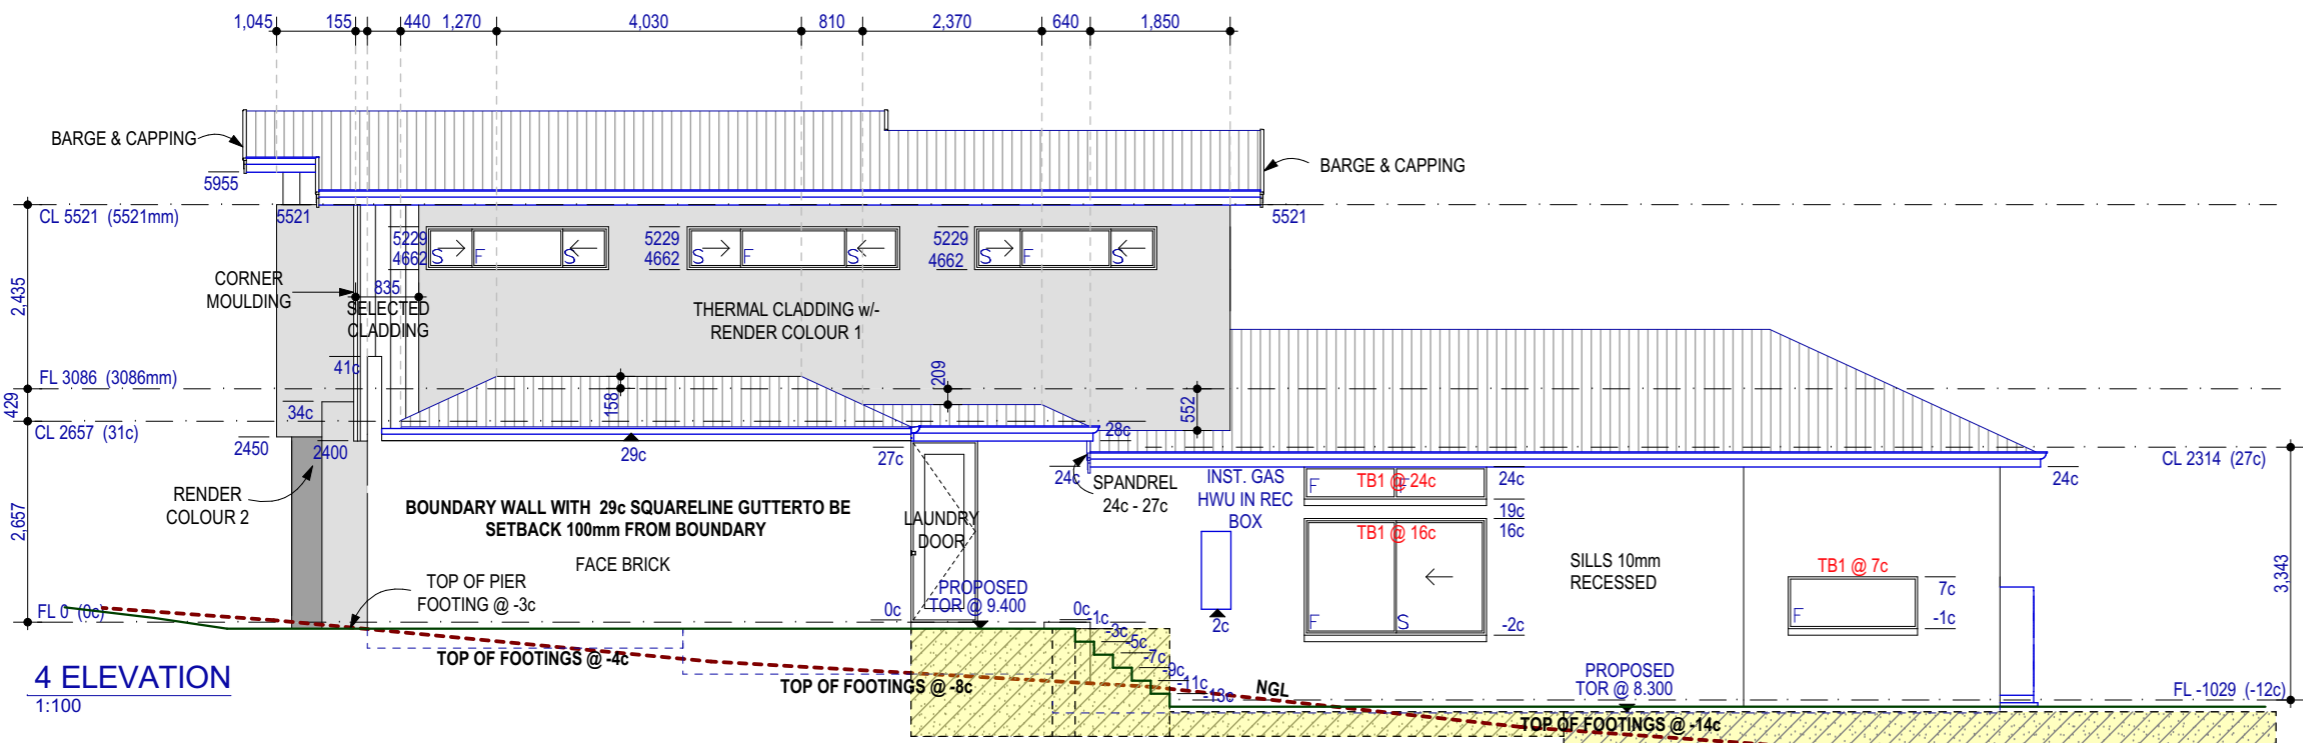 1,045 155 440 1,270 4,030 810 2,370 640 1,850
BARGE & CAPPING
BARGE & CAPPING
5955
CL 5521 (5521mm)
5521
5521
5229
4662
S F S
5229
4662
S F S
5229
4662
S F S
CORNER
MOULDING
835
SELECTED
CLADDING
THERMAL CLADDING w/-
RENDER COLOUR 1
2,435
41c
FL 3086 (3086mm)
158
209
552
429
34c
CL 2657 (31c)
2450
2400
29c
27c
28c
24c
SPANDREL
24c - 27c
INST. GAS
HWU IN REC
BOX
F
TB1 @ 24c
F
24c
19c
16c
TB1 @ 16c
24c
CL 2314 (27c)
RENDER
COLOUR 2
BOUNDARY WALL WITH 29c SQUARELINE GUTTERTO BE
SETBACK 100mm FROM BOUNDARY
FACE BRICK
LAUNDRY
DOOR
2,657
SILLS 10mm
RECESSED
TB1 @ 7c
7c
-1c
F
3,343
TOP OF PIER
FOOTING @ -3c
PROPOSED
TOR @ 9.400
FL 0 (0c)
0c
0c
-1c
-3c
-5c
-7c
-9c
-11c
-13c
2c
F S
-2c
TOP OF FOOTINGS @ -4c
TOP OF FOOTINGS @ -8c
NGL
PROPOSED
TOR @ 8.300
FL -1029 (-12c)
TOP OF FOOTINGS @ -14c
4 ELEVATION
1:100